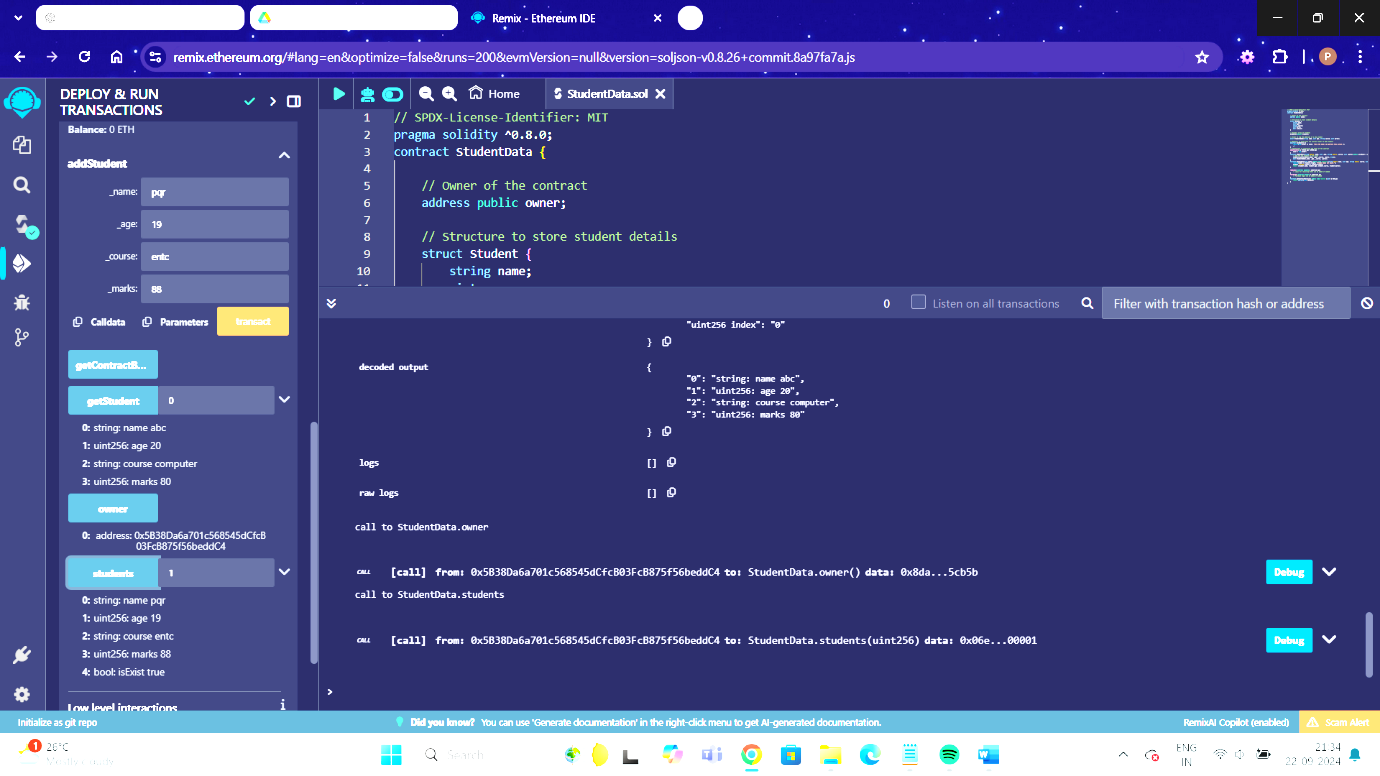 Remix - Ethereum IDE
remix.ethereum.org/#lang=en&optimize=false&runs=200&evmVersion=null&version=soljson-v0.8.26+commit.8a97fa7a.js
P
DEPLOY & RUN
TRANSACTIONS
Balance: 0 ETH
addStudent
_name: pqr
_age: 19
_course: entc
_marks: 88
Calldata Parameters transact
getContractB...
getStudent 0
0: string: name abc
1: uint256: age 20
2: string: course computer
3: uint256: marks 80
owner
0: address: 0x5B38Da6a701c568545dCfcB
03FcB875f56beddC4
students 1
0: string: name pqr
1: uint256: age 19
2: string: course entc
3: uint256: marks 88
4: bool: isExist true
Low level interactions i
Home StudentData.sol
1 // SPDX-License-Identifier: MIT
2 pragma solidity ^0.8.0;
3 contract StudentData {
4
5 // Owner of the contract
6 address public owner;
7
8 // Structure to store student details
9 struct Student {
10 string name;
0 Listen on all transactions Filter with transaction hash or address
"uint256 index": "0"
}
decoded output {
"0": "string: name abc",
"1": "uint256: age 20",
"2": "string: course computer",
"3": "uint256: marks 80"
}
logs []
raw logs []
call to StudentData.owner
CALL [call] from: 0x5B38Da6a701c568545dCfcB03FcB875f56beddC4 to: StudentData.owner() data: 0x8da...5cb5b Debug
call to StudentData.students
CALL [call] from: 0x5B38Da6a701c568545dCfcB03FcB875f56beddC4 to: StudentData.students(uint256) data: 0x06e...00001 Debug
>
Initialize as git repo Did you know? You can use 'Generate documentation' in the right-click menu to get AI-generated documentation. RemixAI Copilot (enabled) Scam Alert
1 26°C
Mostly cloudy
Search
ENG
IN
21:34
22-09-2024